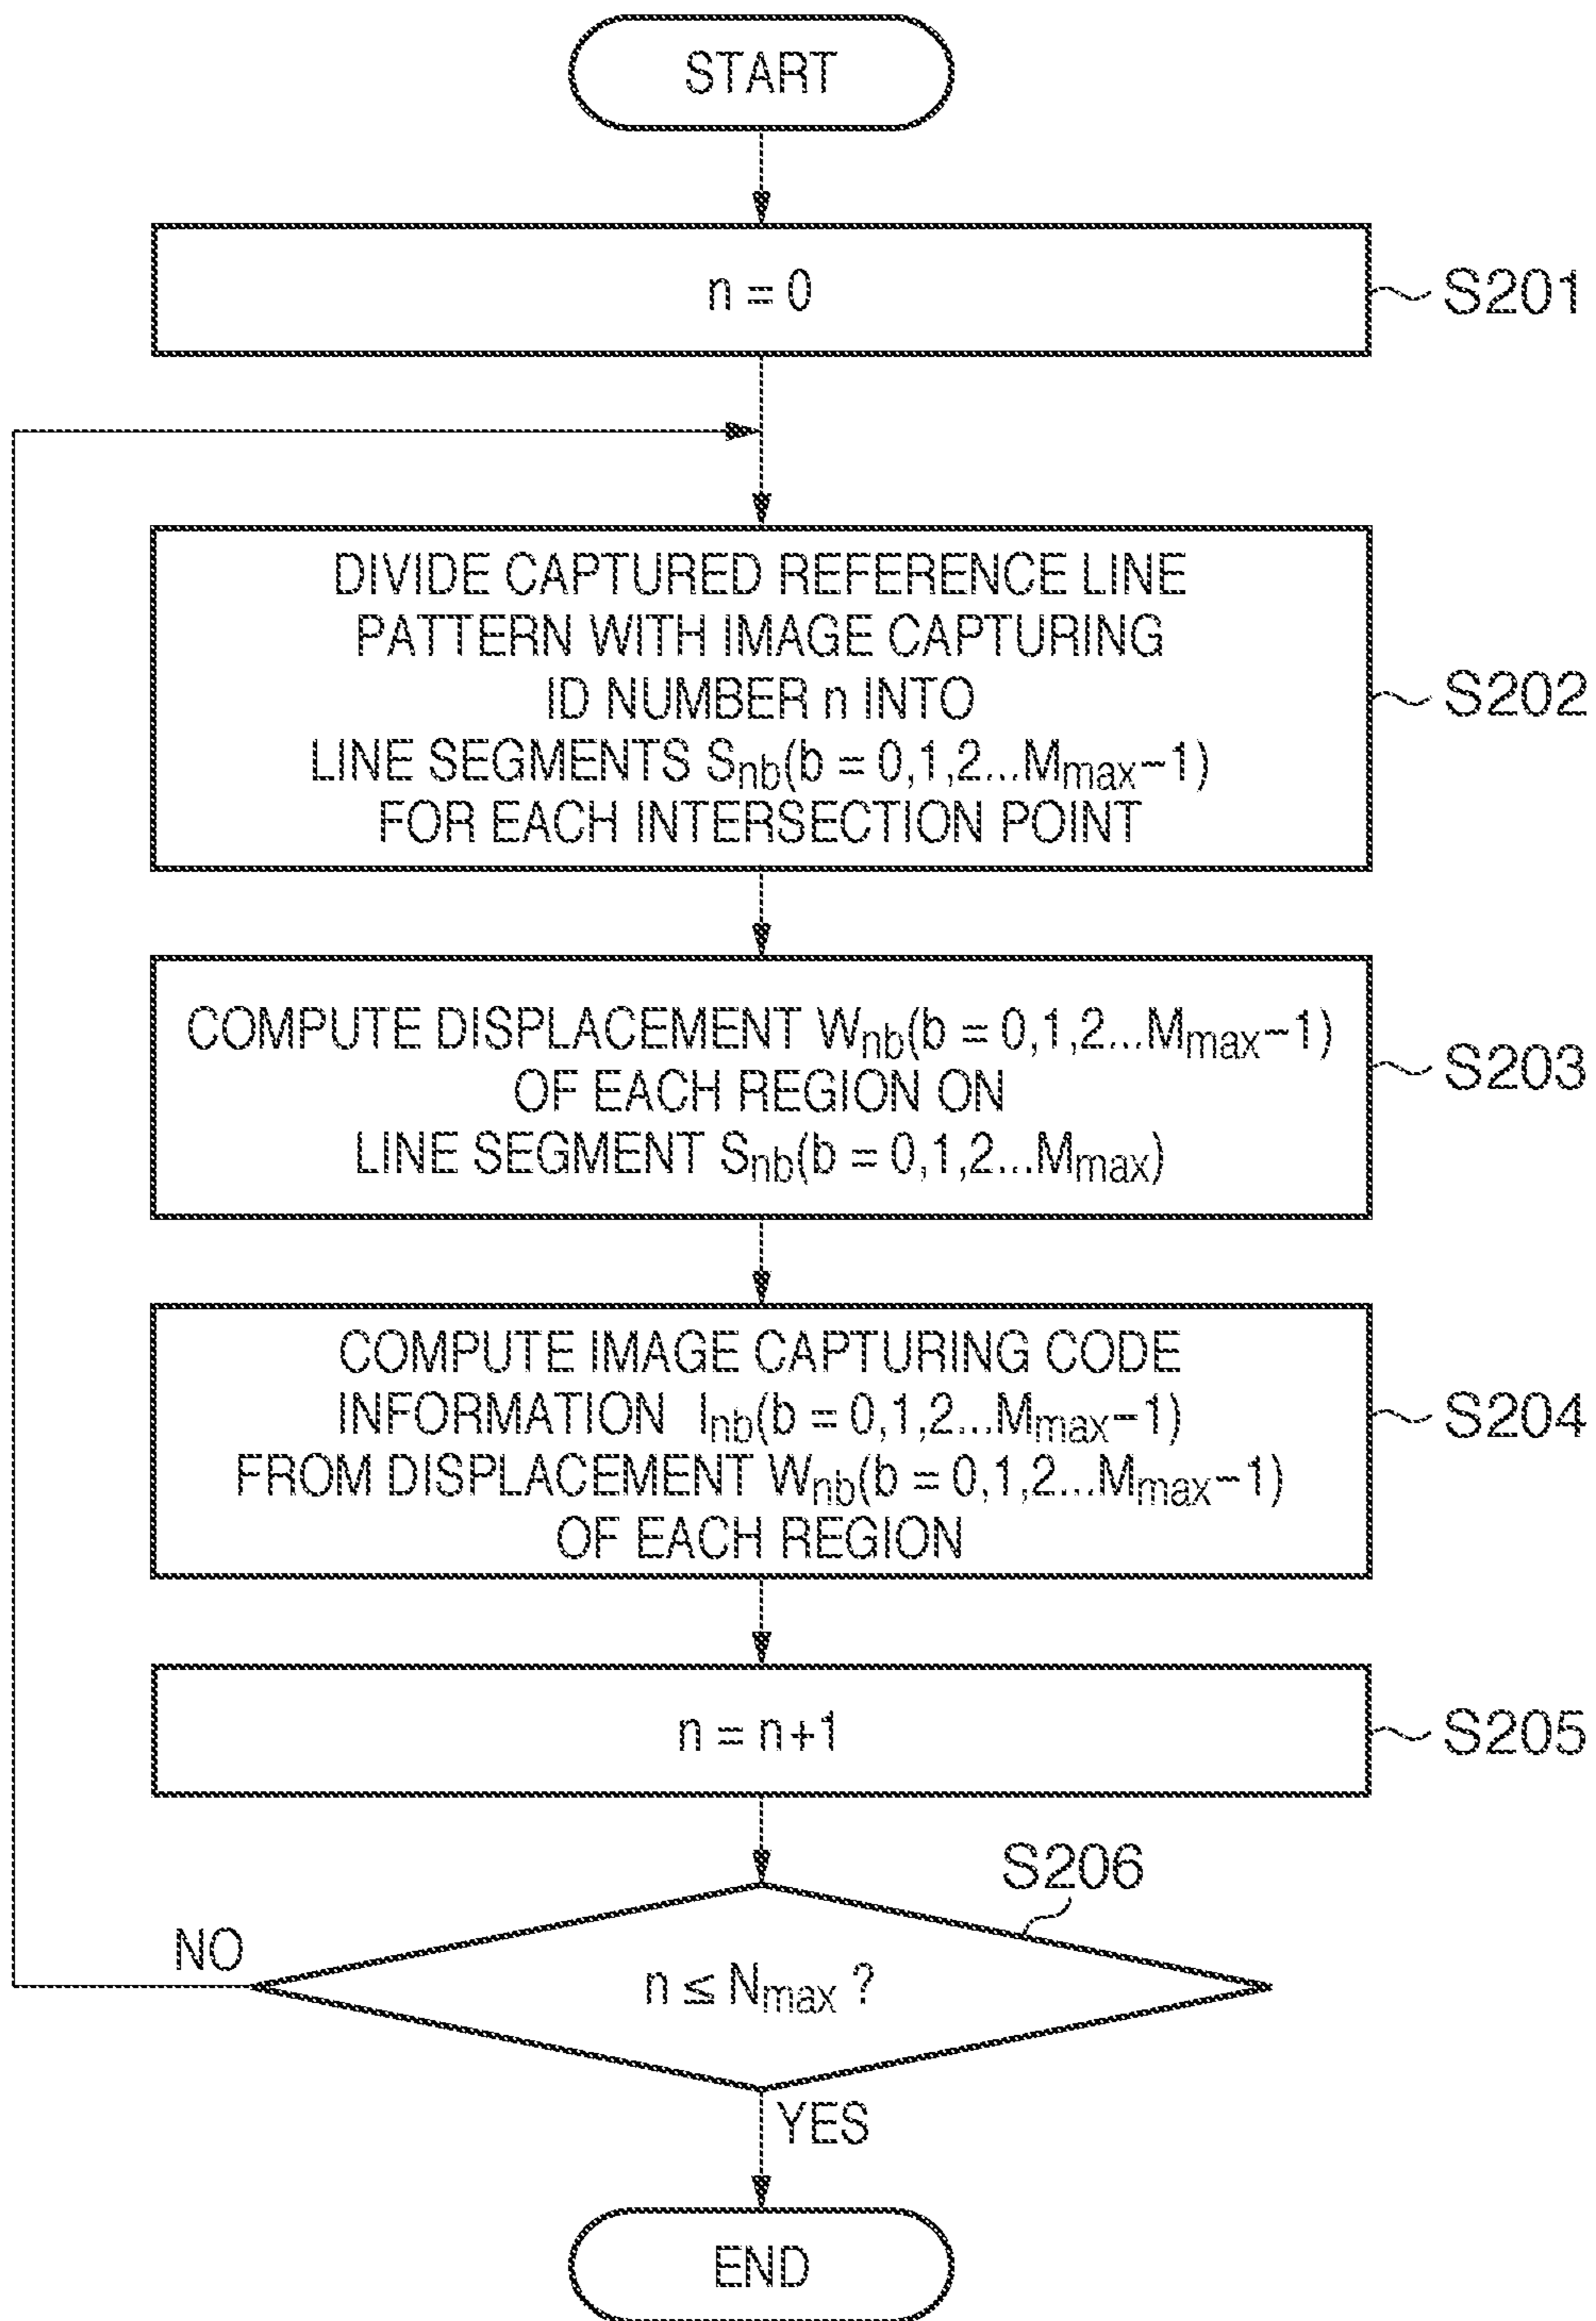 START
n = 0
S201
DIVIDE CAPTURED REFERENCE LINE
PATTERN WITH IMAGE CAPTURING
ID NUMBER n INTO
LINE SEGMENTS Snb(b = 0,1,2...Mmax-1)
FOR EACH INTERSECTION POINT
S202
COMPUTE DISPLACEMENT Wnb(b = 0,1,2...Mmax-1)
OF EACH REGION ON
LINE SEGMENT Snb(b = 0,1,2...Mmax)
S203
COMPUTE IMAGE CAPTURING CODE
INFORMATION Inb(b = 0,1,2...Mmax-1)
FROM DISPLACEMENT Wnb(b = 0,1,2...Mmax-1)
OF EACH REGION
S204
n = n+1
S205
S206
NO
n ≤ Nmax ?
YES
END